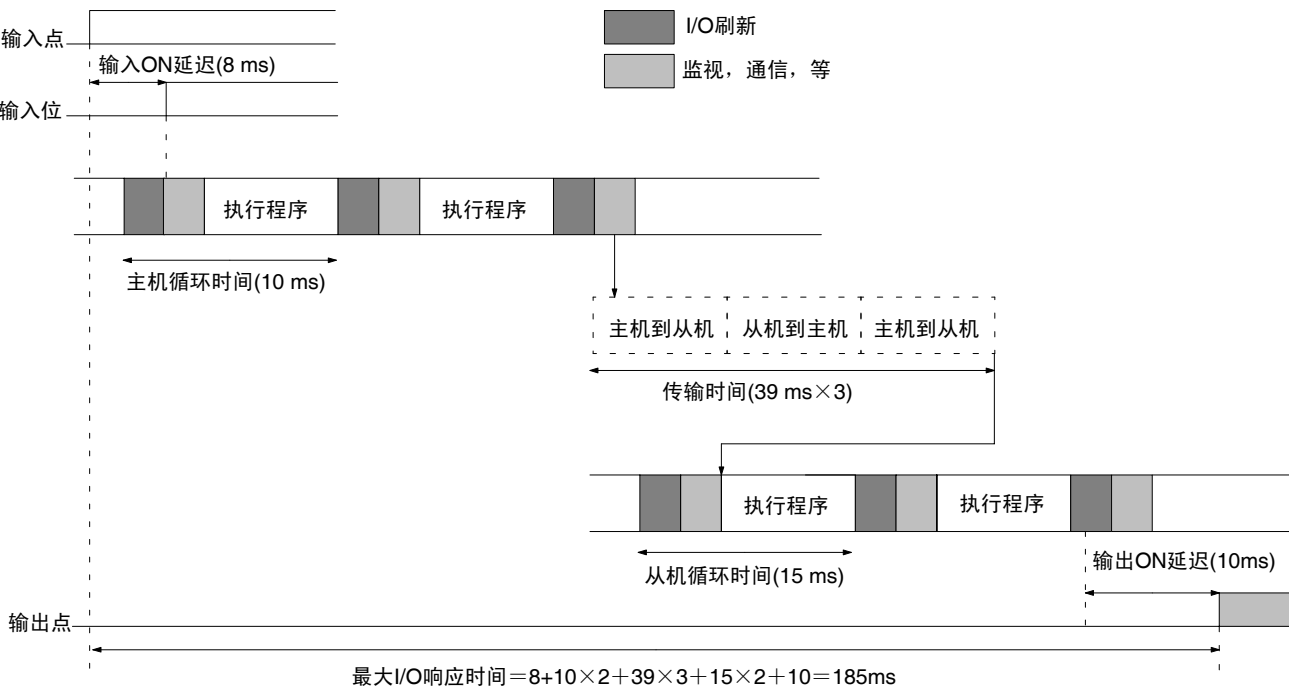 输入点
I/O刷新
输入ON延迟(8 ms)
监视，通信，等
输入位
执行程序
执行程序
主机循环时间(10 ms)
主机到从机
从机到主机
主机到从机
传输时间(39 ms×3)
执行程序
执行程序
从机循环时间(15 ms)
输出ON延迟(10ms)
输出点
最大I/O响应时间＝8+10×2＋39×3＋15×2＋10＝185ms